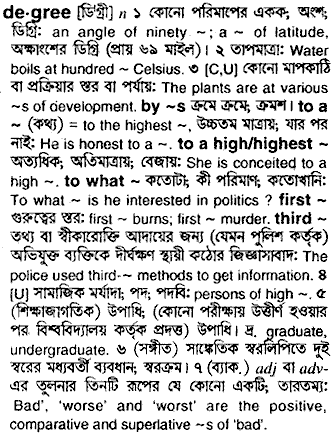 de·gree [ডিগ্রী] n ১ কোনো পরিমাপের একক; অংশ;
ডিগ্রি: an angle of ninety ~; a ~ of latitude,
অক্ষাংশের ডিগ্রি (প্রায় ৬৯ মাইল)। ২ তাপমাত্রা: Water
boils at hundred ~ Celsius. ৩ [C,U] কোনো মাপকাঠি
বা প্রক্রিয়ার স্তর বা পর্যায়: The plants are at various
~s of development. by ~s ক্রমে ক্রমে; ক্রমশ। to a
~ (কথ্য) = to the highest ~, উচ্চতম মাত্রায়; যার পর
নাই: He is honest to a ~. to a high/highest ~
অত্যধিক, অতিমাত্রায়, বেজায়: She is conceited to a
high ~. to what ~ কতোটা; কী পরিমাণ; কতোখানি:
To what ~ is he interested in politics ? first ~
গুরুত্বের স্তর: first ~ burns; first ~ murder. third ~
তথ্য বা স্বীকারোক্তি আদায়ের জন্য (যেমন পুলিশ কর্তৃক)
অভিযুক্ত ব্যক্তিকে দীর্ঘক্ষণ স্থায়ী কঠোর জিজ্ঞাসাবাদ: The
police used third-~ methods to get information. ৪
[U] সামাজিক মর্যাদা; পদ; পদবি: persons of high ~. ৫
(শিক্ষাজাগতিক) উপাধি; (কোনো পরীক্ষায় উত্তীর্ণ হওয়ার
পর বিশ্ববিদ্যালয় কর্তৃক প্রদত্ত) উপাধি। দ্র. graduate,
undergraduate. ৬ (সঙ্গীত) সাঙ্কেতিক স্বরলিপিতে দুই
স্বরের মধ্যবর্তী ব্যবধান; স্বরক্রম। ৭ (ব্যাক.) adj বা adv-
এর তুলনার তিনটি রূপের যে কোনো একটি; তারতম্য:
Bad', 'worse' and 'worst' are the positive,
comparative and superlative ~s of 'bad'.